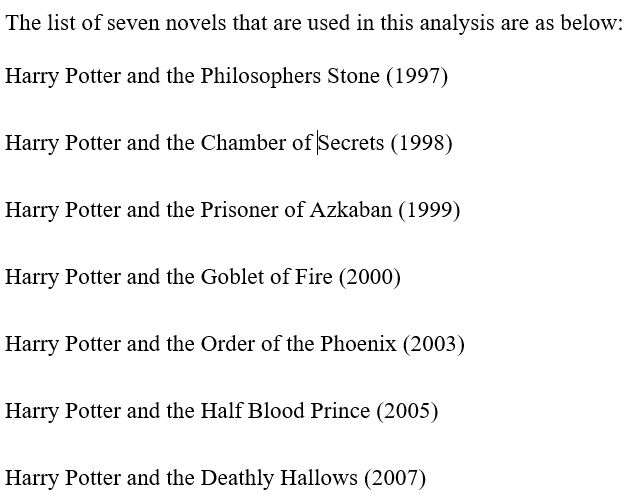 The list of seven novels that are used in this analysis are as below:
Harry Potter and the Philosophers Stone (1997)
Harry Potter and the Chamber of Secrets (1998)
Harry Potter and the Prisoner of Azkaban (1999)
Harry Potter and the Goblet of Fire (2000)
Harry Potter and the Order of the Phoenix (2003)
Harry Potter and the Half Blood Prince (2005)
Harry Potter and the Deathly Hallows (2007)